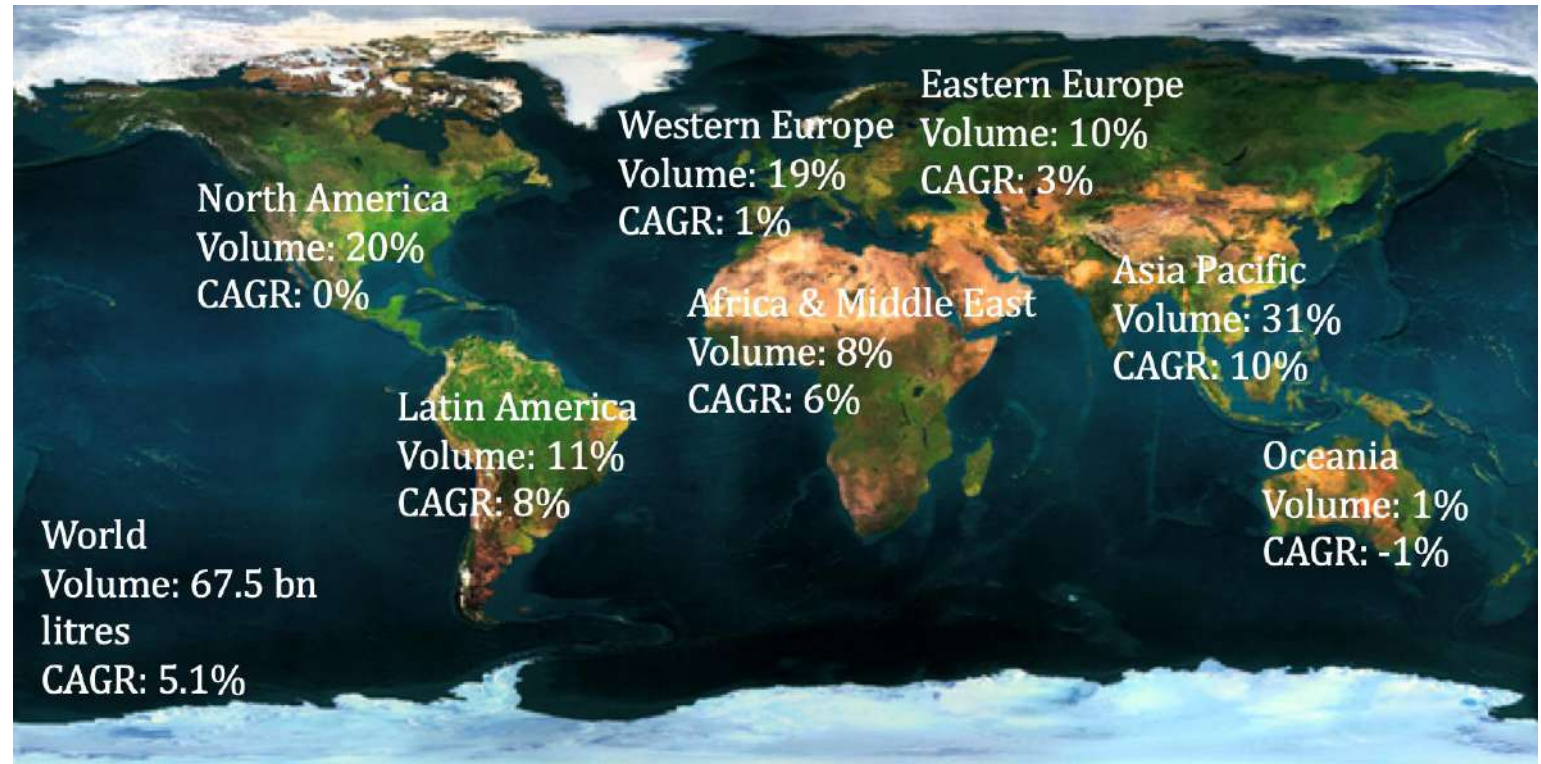 Eastern Europe
Volume: 10%
CAGR: 3%
Western Europe
Volume: 19%
CAGR: 1%
North America
Volume: 20%
CAGR: 0%
Asia Pacific
Volume: 31%
CAGR: 10%
Africa & Middle East
Volume: 8%
CAGR: 6%
Latin America
Volume: 11%
CAGR: 8%
Oceania
Volume: 1%
CAGR: -1%
World
Volume: 67.5 bn
litres
CAGR: 5.1%